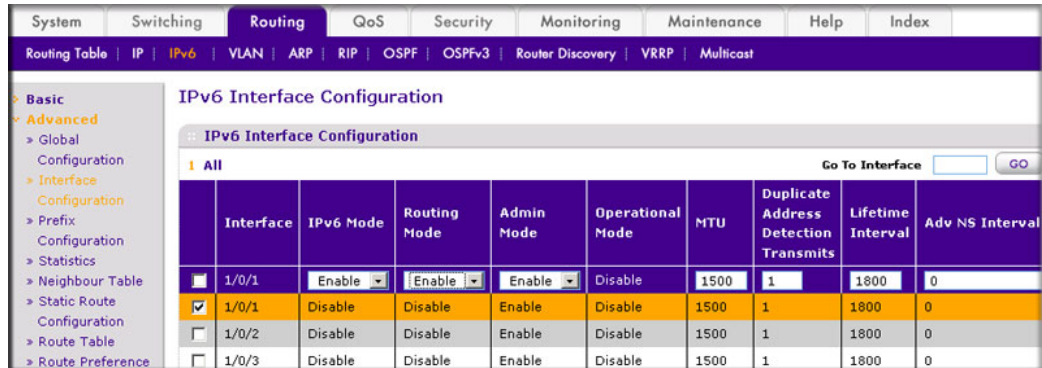 System Switching Routing QoS Security Monitoring Maintenance Help Index
Routing Table | IP | IPv6 | VLAN | ARP | RIP | OSPF | OSPFv3 | Router Discovery | VRRP | Multicast
Basic
Advanced
» Global
Configuration
» Interface
Configuration
» Prefix
Configuration
» Statistics
» Neighbour Table
» Static Route
Configuration
» Route Table
» Route Preference
IPv6 Interface Configuration
IPv6 Interface Configuration
1 All Go To Interface GO
Interface IPv6 Mode Routing Mode Admin Mode Operational Mode MTU Duplicate Address Detection Transmits Lifetime Interval Adv NS Interval
1/0/1 Enable Enable Enable Disable 1500 1 1800 0
1/0/1 Disable Disable Enable Disable 1500 1 1800 0
1/0/2 Disable Disable Enable Disable 1500 1 1800 0
1/0/3 Disable Disable Enable Disable 1500 1 1800 0